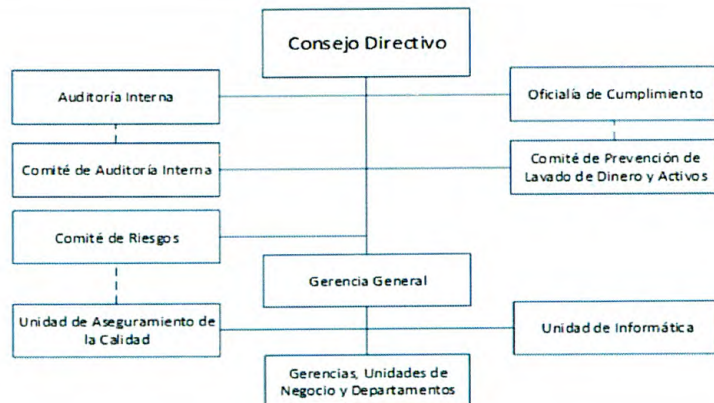 Consejo Directivo
Auditoría Interna
Oficialía de Cumplimiento
Comité de Auditoría Interna
Comité de Prevención de
Lavado de Dinero y Activos
Comité de Riesgos
Gerencia General
Unidad de Aseguramiento de
la Calidad
Unidad de Informática
Gerencias, Unidades de
Negocio y Departamentos